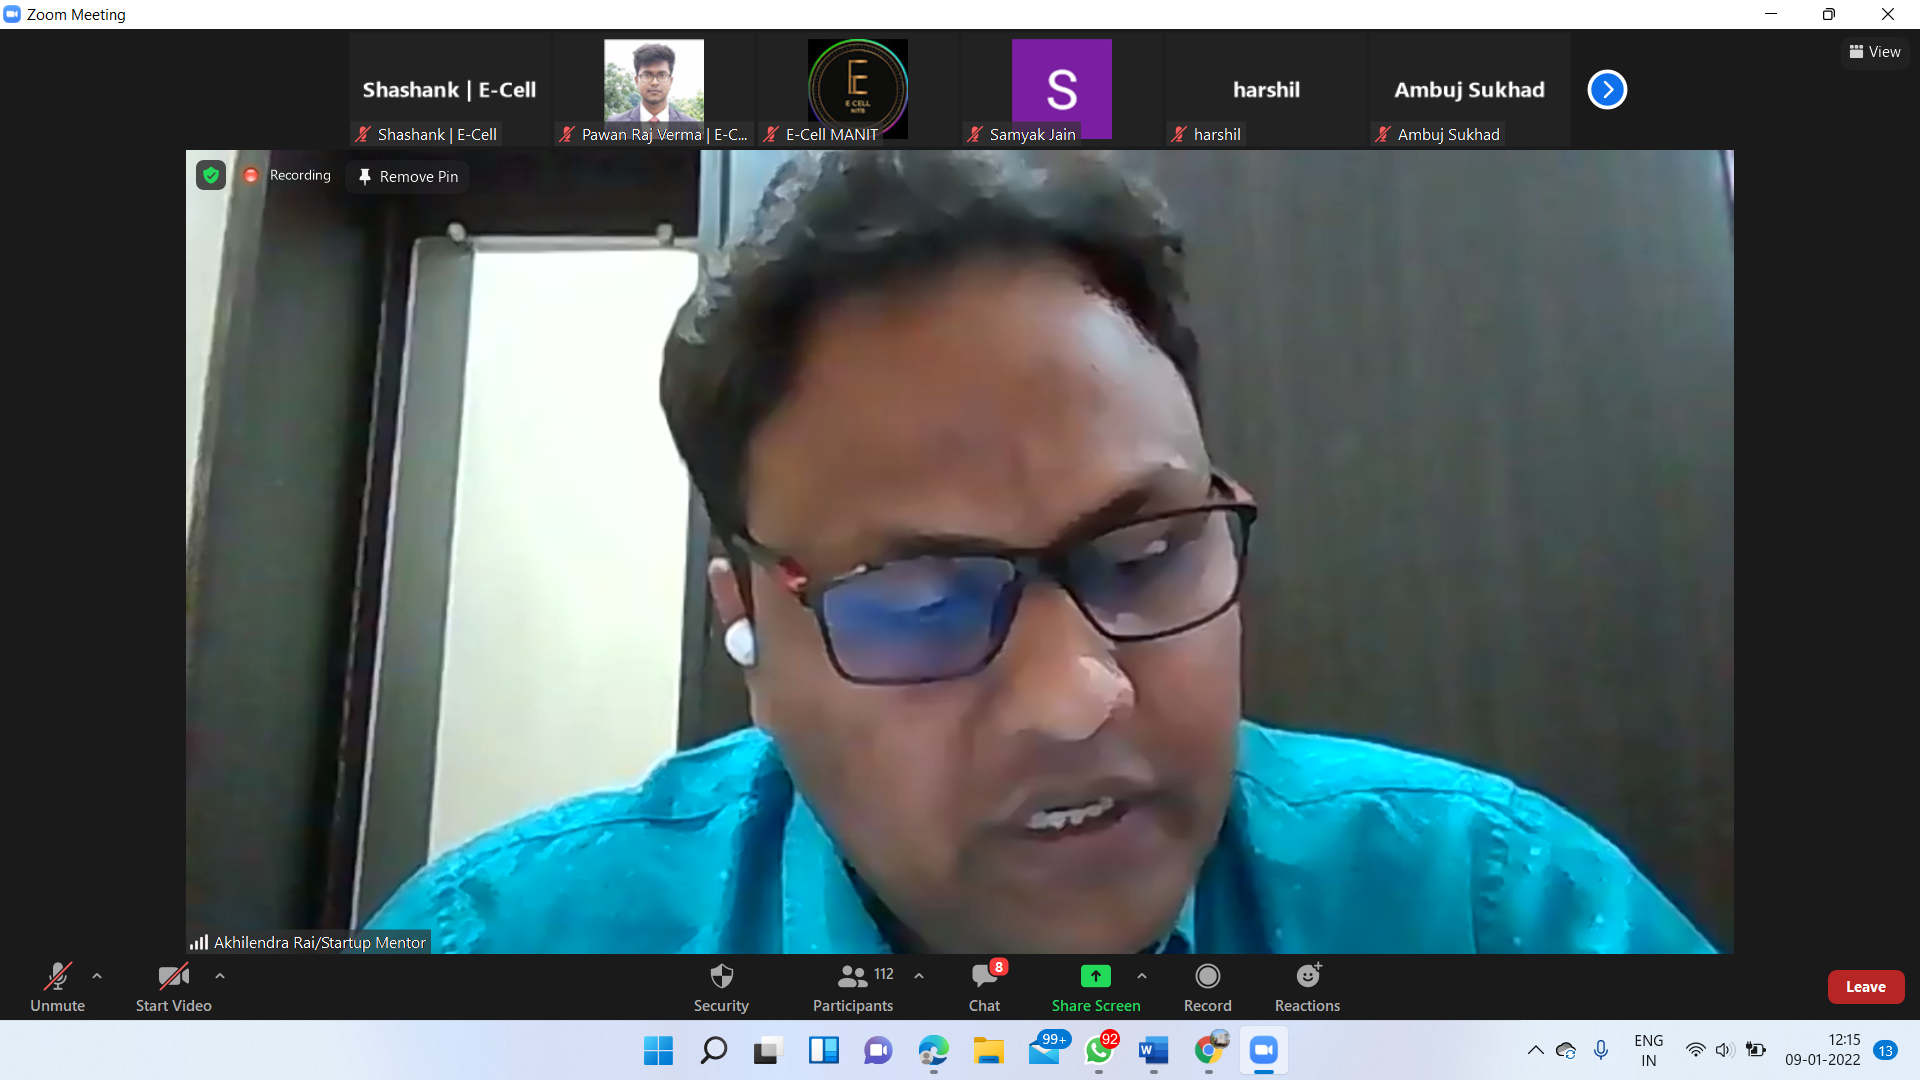 Zoom Meeting
View
Shashank | E-Cell
harshil
Ambuj Sukhad
S
E CELL
NITB
Shashank | E-Cell
Pawan Raj Verma | E-C...
E-Cell MANIT
Samyak Jain
harshil
Ambuj Sukhad
Recording
Remove Pin
Akhilendra Rai/Startup Mentor
112
8
Unmute
Start Video
Security
Participants
Chat
Share Screen
Record
Reactions
Leave
99+
92
ENG
IN
12:15
09-01-2022
13